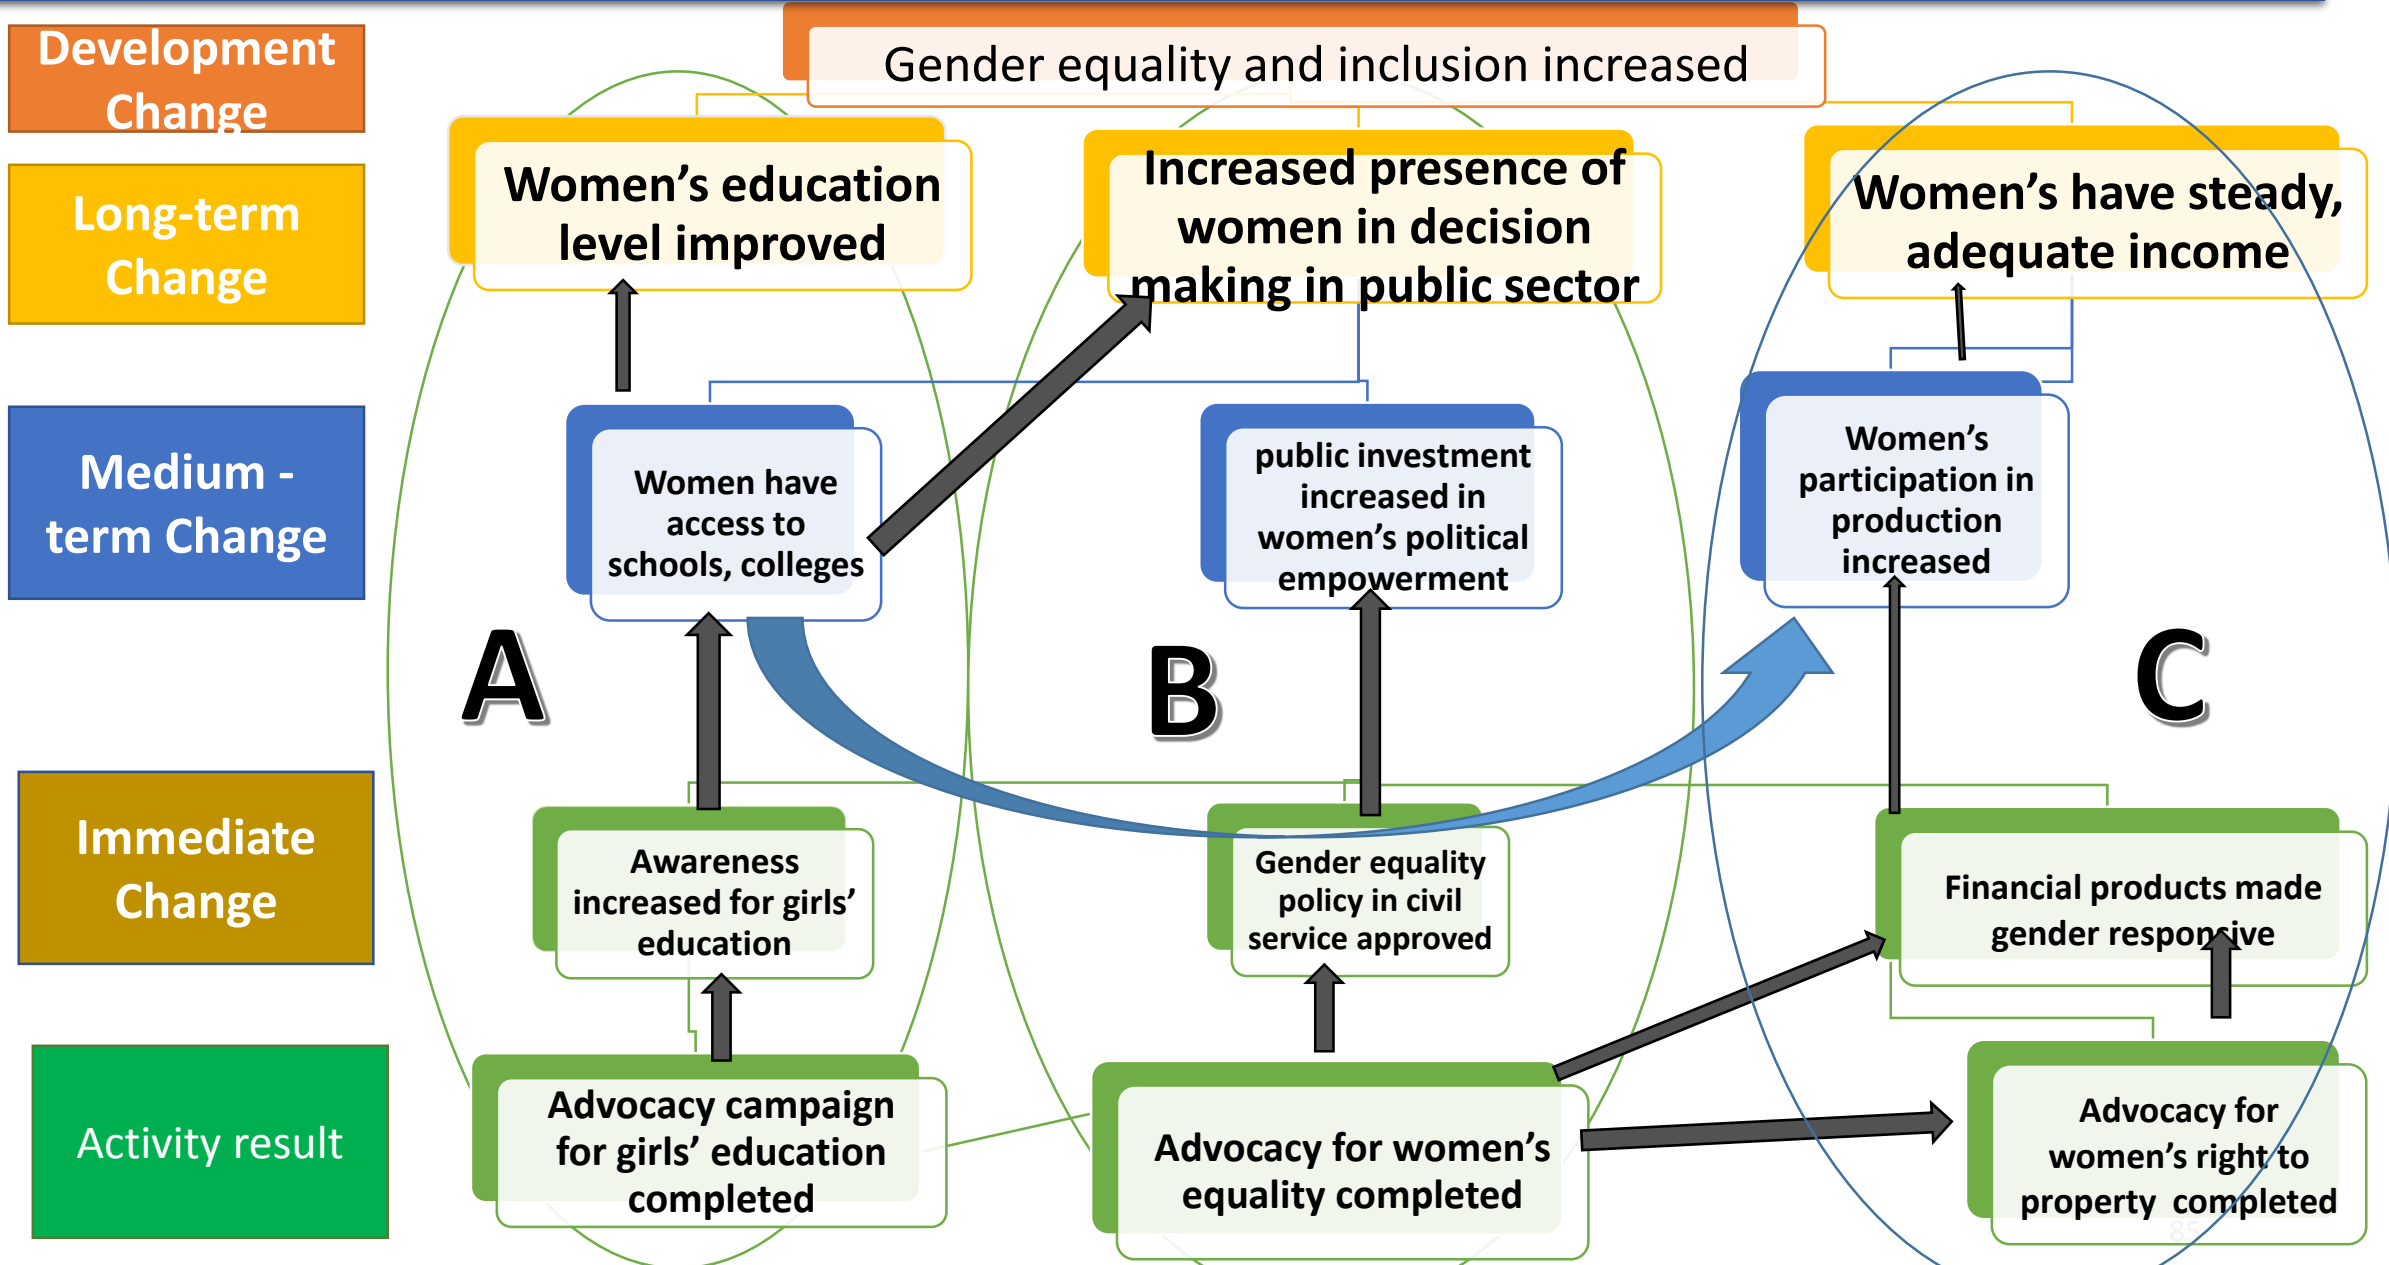 Development
Change
Gender equality and inclusion increased
Long-term
Change
Women’s education
level improved
Increased presence of
women in decision
making in public sector
Women’s have steady,
adequate income
Medium -
term Change
Women have
access to
schools, colleges
public investment
increased in
women’s political
empowerment
Women’s
participation in
production
increased
A
B
C
Immediate
Change
Awareness
increased for girls’
education
Gender equality
policy in civil
service approved
Financial products made
gender responsive
Activity result
Advocacy campaign
for girls’ education
completed
Advocacy for women’s
equality completed
Advocacy for
women’s right to
property  completed
85